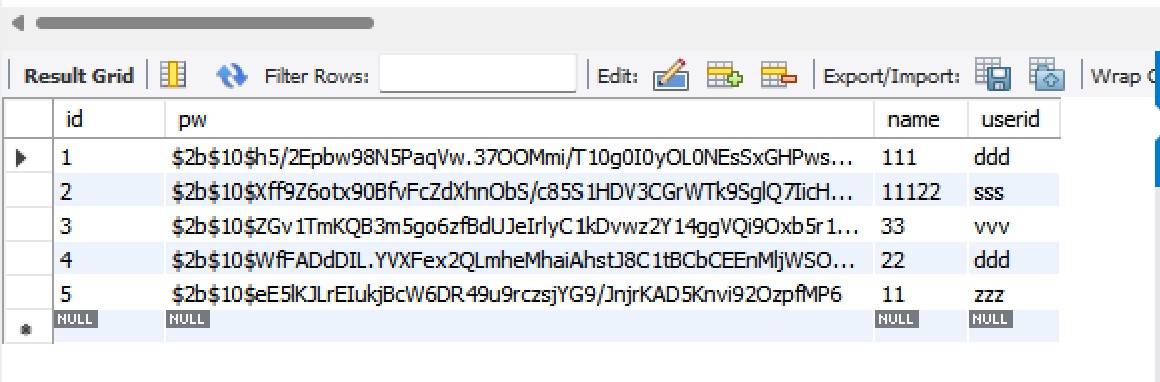 Result Grid Filter Rows: Edit: Export/Import: Wrap C
id pw name userid
1 $2b$10$h5/2Epbw98N5PaqVw.37OOMmi/T10g0I0yOL0NEsSxGHPws... 111 ddd
2 $2b$10$Xff9Z6otx90BfvFcZdXhnObS/c85S1HDV3CGrWTk9SglQ7IicH... 11122 sss
3 $2b$10$ZGv1TmKQB3m5go6zfBdUJeIrlyC1kDvwz2Y14ggVQi9Oxb5r1... 33 vvv
4 $2b$10$WfFADdDIL.YVXFex2QLmheMhaiAhstJ8C1tBCbCEEnMljWSO... 22 ddd
5 $2b$10$eE5lKJLrEIukjBcW6DR49u9rczsjYG9/JnjrKAD5Knvi92OzpfMP6 11 zzz
NULL NULL NULL NULL